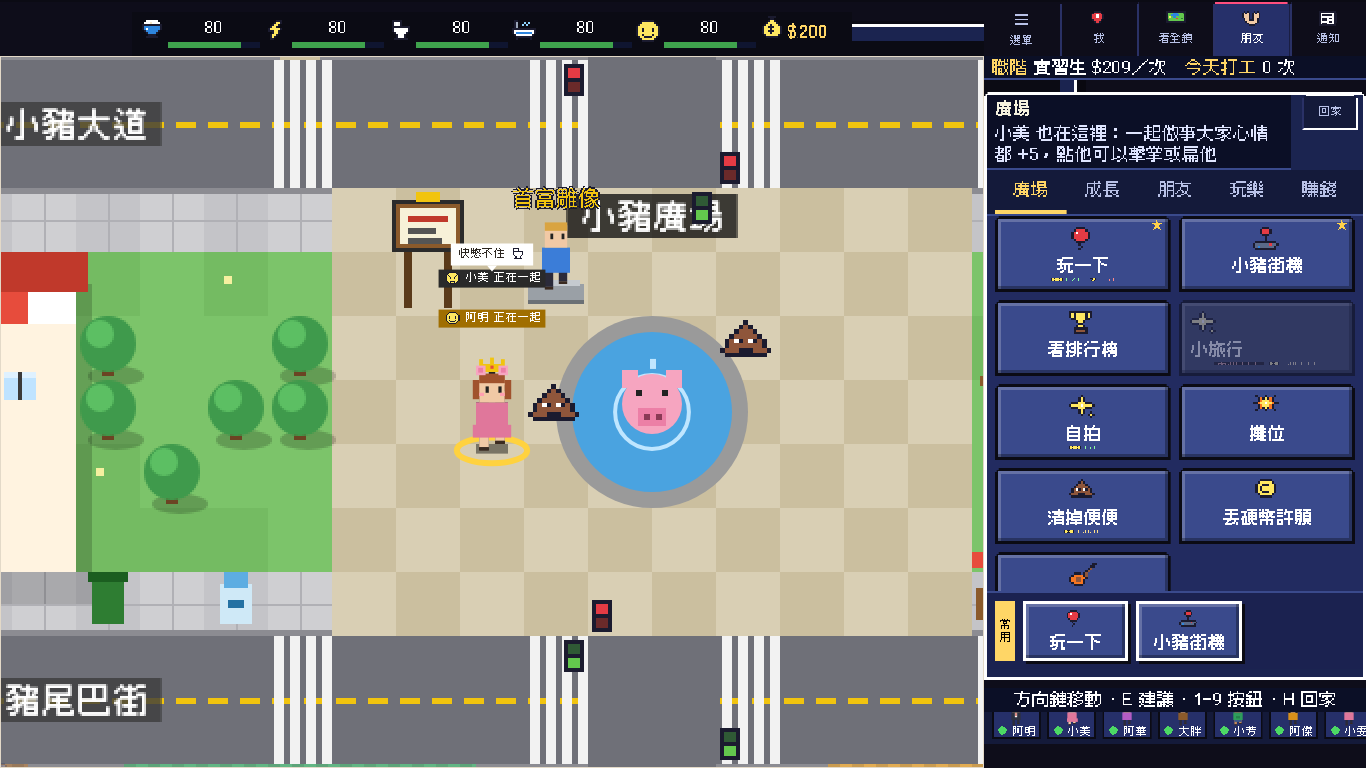 80 80 80 80 80 $200
選單 我 看全鎮 朋友 通知
職階 實習生 $209／次 今天打工 0 次
小豬大道
廣場
回家
小美 也在這裡：一起做事大家心情
都 +5，點他可以擊掌或扁他
廣場 成長 朋友 玩樂 賺錢
首富雕像
小豬廣場
快憋不住
小美 正在一起
阿明 正在一起
玩一下 小豬街機
看排行榜 小旅行
自拍 攤位
清掉便便 丟硬幣許願
常用
玩一下 小豬街機
豬尾巴街
方向鍵移動 · E 建議 · 1-9 按鈕 · H 回家
阿明 小美 阿華 大胖 小芳 阿傑